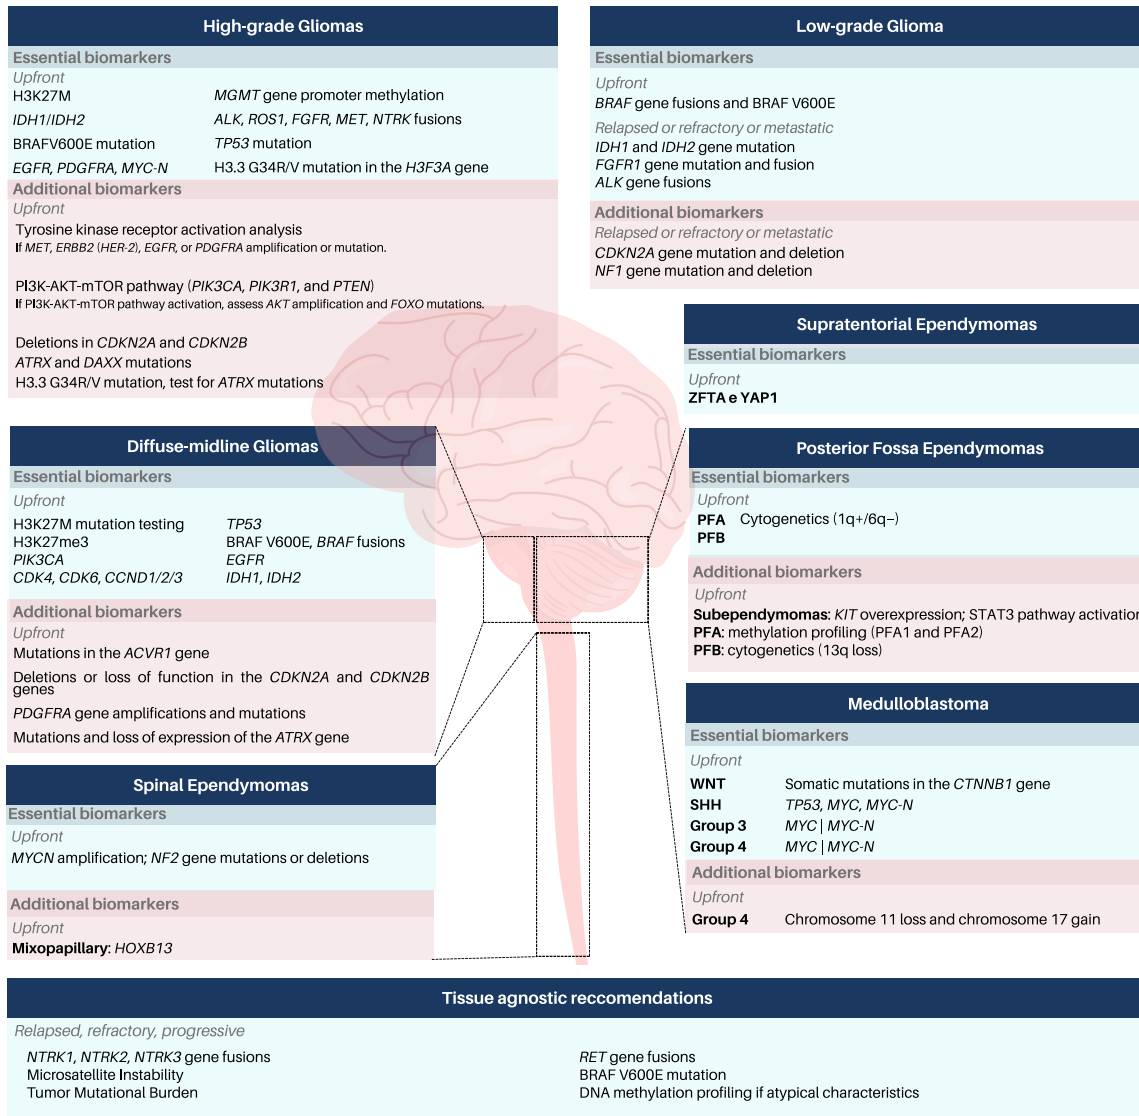 High-grade Gliomas
Essential biomarkers
Upfront
H3K27M
MGMT gene promoter methylation
IDH1/IDH2
ALK, ROS1, FGFR, MET, NTRK fusions
BRAFV600E mutation
TP53 mutation
EGFR, PDGFRA, MYC-N
H3.3 G34R/V mutation in the H3F3A gene
Additional biomarkers
Upfront
Tyrosine kinase receptor activation analysis
If MET, ERBB2 (HER-2), EGFR, or PDGFRA amplification or mutation.
PI3K-AKT-mTOR pathway (PIK3CA, PIK3R1, and PTEN)
If PI3K-AKT-mTOR pathway activation, assess AKT amplification and FOXO mutations.
Deletions in CDKN2A and CDKN2B
ATRX and DAXX mutations
H3.3 G34R/V mutation, test for ATRX mutations
Low-grade Glioma
Essential biomarkers
Upfront
BRAF gene fusions and BRAF V600E
Relapsed or refractory or metastatic
IDH1 and IDH2 gene mutation
FGFR1 gene mutation and fusion
ALK gene fusions
Additional biomarkers
Relapsed or refractory or metastatic
CDKN2A gene mutation and deletion
NF1 gene mutation and deletion
Supratentorial Ependymomas
Essential biomarkers
Upfront
ZFTA e YAP1
Diffuse-midline Gliomas
Essential biomarkers
Upfront
H3K27M mutation testing
TP53
H3K27me3
BRAF V600E, BRAF fusions
PIK3CA
EGFR
CDK4, CDK6, CCND1/2/3
IDH1, IDH2
Additional biomarkers
Upfront
Mutations in the ACVR1 gene
Deletions or loss of function in the CDKN2A and CDKN2B
genes
PDGFRA gene amplifications and mutations
Mutations and loss of expression of the ATRX gene
Posterior Fossa Ependymomas
Essential biomarkers
Upfront
PFA Cytogenetics (1q+/6q−)
PFB
Additional biomarkers
Upfront
Subependymomas: KIT overexpression; STAT3 pathway activation
PFA: methylation profiling (PFA1 and PFA2)
PFB: cytogenetics (13q loss)
Medulloblastoma
Essential biomarkers
Upfront
WNT Somatic mutations in the CTNNB1 gene
SHH TP53, MYC, MYC-N
Group 3 MYC | MYC-N
Group 4 MYC | MYC-N
Additional biomarkers
Upfront
Group 4 Chromosome 11 loss and chromosome 17 gain
Spinal Ependymomas
Essential biomarkers
Upfront
MYCN amplification; NF2 gene mutations or deletions
Additional biomarkers
Upfront
Mixopapillary: HOXB13
Tissue agnostic reccomendations
Relapsed, refractory, progressive
NTRK1, NTRK2, NTRK3 gene fusions
Microsatellite Instability
Tumor Mutational Burden
RET gene fusions
BRAF V600E mutation
DNA methylation profiling if atypical characteristics